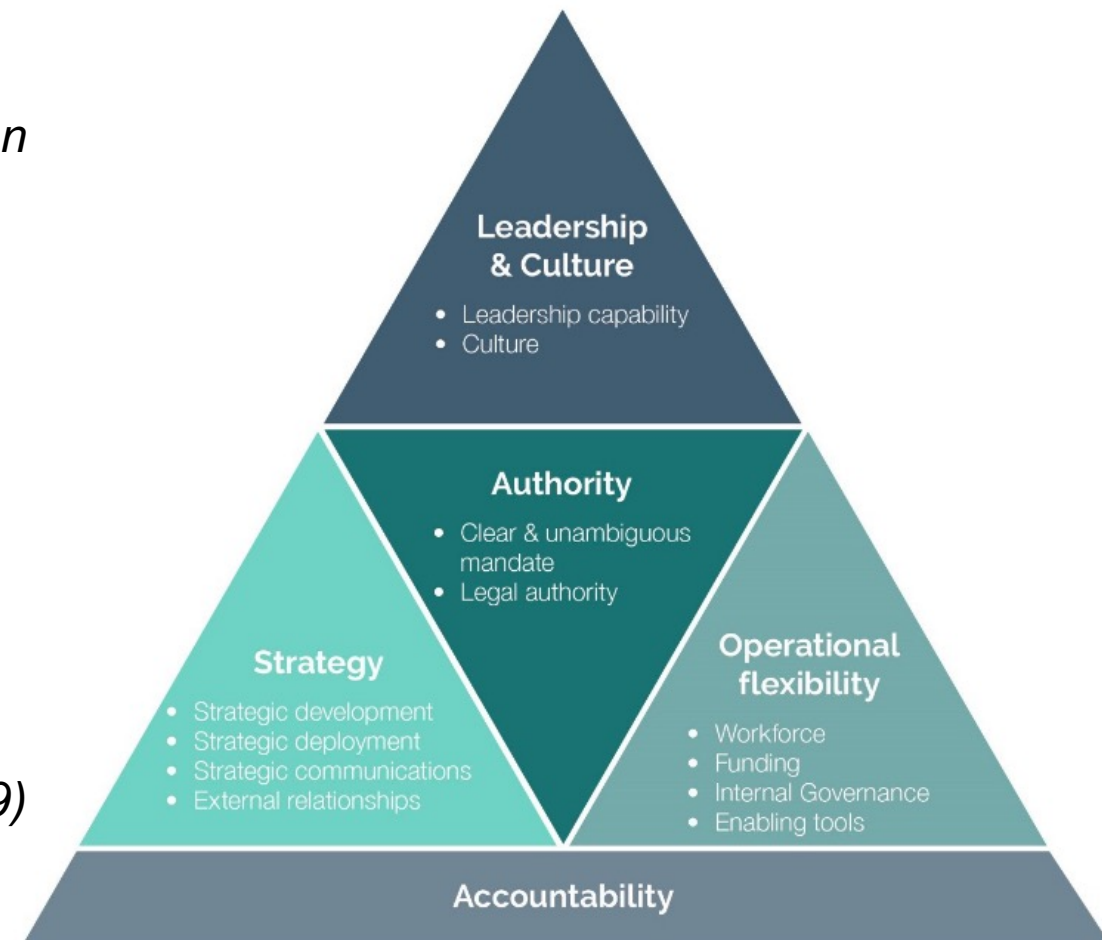 n
Leadership
& Culture
• Leadership capability
• Culture
Authority
• Clear & unambiguous
mandate
• Legal authority
Strategy
• Strategic development
• Strategic deployment
• Strategic communications
• External relationships
9)
Operational
flexibility
• Workforce
• Funding
• Internal Governance
• Enabling tools
Accountability